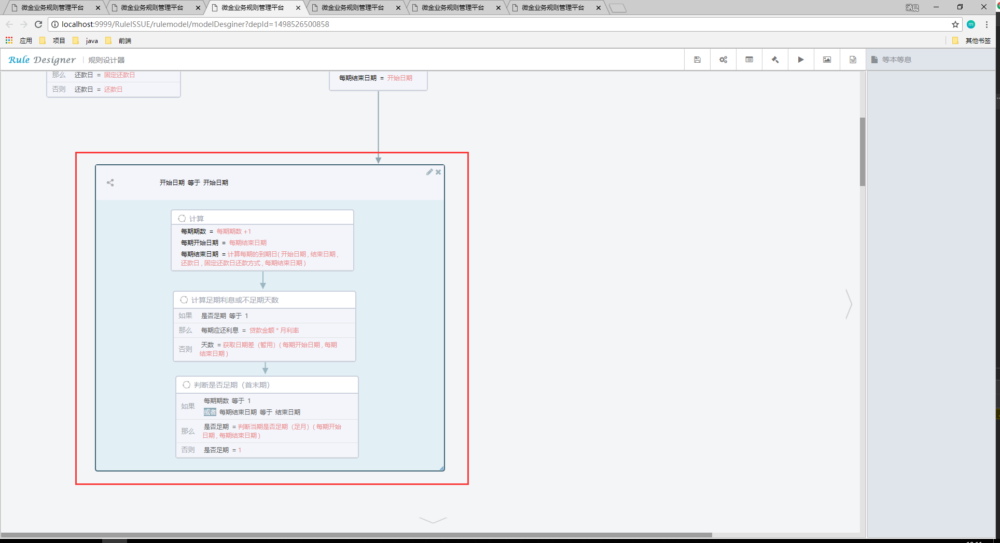 微金业务规则管理平台
微金业务规则管理平台
微金业务规则管理平台
微金业务规则管理平台
微金业务规则管理平台
微金业务规则管理平台
涵晨
localhost:9999/RuleISSUE/rulemodel/modelDesginer?depId=1498526500858
m
应用
项目
java
前端
其他书签
Rule Designer
规则设计器
W
等本等息
那么 还款日 = 固定还款日
否则 还款日 = 还款日
每期结束日期 = 开始日期
开始日期 等于 开始日期
计算
每期期数 = 每期期数 +1
每期开始日期 = 每期结束日期
每期结束日期 = 计算每期的到期日( 开始日期 , 结束日期 ,
还款日 , 固定还款日还款方式 , 每期结束日期 )
计算足期利息或不足期天数
如果 是否足期 等于 1
那么 每期应还利息 = 贷款金额 * 月利率
否则 天数 = 获取日期差（暂用）( 每期开始日期 , 每期
结束日期 )
判断是否足期（首末期）
如果 每期期数 等于 1
或者 每期结束日期 等于 结束日期
那么 是否足期 = 判断当期是否足期（足月）( 每期开始
日期 , 每期结束日期 )
否则 是否足期 = 1